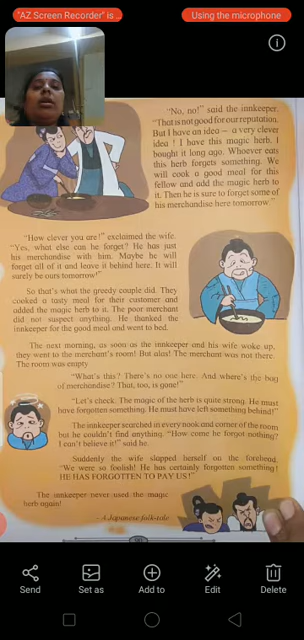 "AZ Screen Recorder" is ..
Using the microphone
"No, no!" said the innkeeper.
"That is not good for our reputation.
But I have an idea – a very clever
idea ! I have this magic herb. I
bought it long ago. Whoever eats
this herb forgets something. We
will cook a good meal for this
fellow and add the magic herb to
it. Then he is sure to forget some of
his merchandise here tomorrow."
"How clever you are!" exclaimed the wife.
"Yes, what else can he forget? He has just
his merchandise with him. Maybe he will
forget all of it and leave it behind here. It will
surely be ours tomorrow!"
So that's what the greedy couple did. They
cooked a tasty meal for their customer and
added the magic herb to it. The poor merchant
did not suspect anything. He thanked the
innkeeper for the good meal and went to bed.
The next morning, as soon as the innkeeper and his wife woke up,
they went to the merchant's room! But alas! The merchant was not there.
The room was empty
"What's this? There's no one here. And where's the bag
of merchandise? That, too, is gone!"
"Let's check. The magic of the herb is quite strong. He must
have forgotten something. He must have left something behind!"
The innkeeper searched in every nook and corner of the room
but he couldn't find anything. "How come he forgot nothing?
I can't believe it!" said he.
Suddenly the wife slapped herself on the forehead.
"We were so foolish! He has certainly forgotten something!
HE HAS FORGOTTEN TO PAY US!"
The innkeeper never used the magic
herb again!
– A Japanese folk-tale
Send
Set as
Add to
Edit
Delete